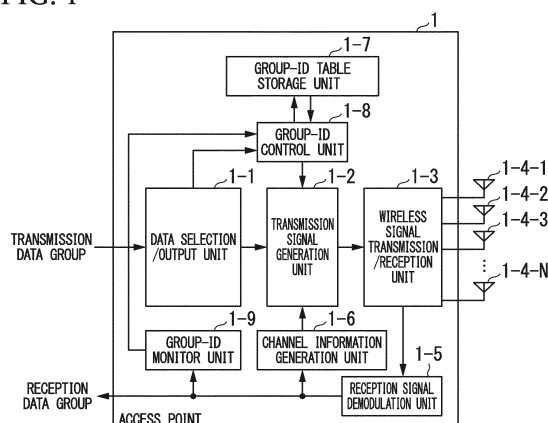 FIG. 1
1
1-7
GROUP-ID TABLE
STORAGE UNIT
1-8
GROUP-ID
CONTROL UNIT
1-1
1-2
1-3
1-4-1
1-4-2
1-4-3
1-4-N
TRANSMISSION
DATA GROUP
DATA SELECTION
/OUTPUT UNIT
TRANSMISSION
SIGNAL
GENERATION
UNIT
WIRELESS
SIGNAL
TRANSMISSION
/RECEPTION
UNIT
1-9
GROUP-ID
MONITOR UNIT
1-6
CHANNEL INFORMATION
GENERATION UNIT
1-5
RECEPTION SIGNAL
DEMODULATION UNIT
RECEPTION
DATA GROUP
ACCESS POINT